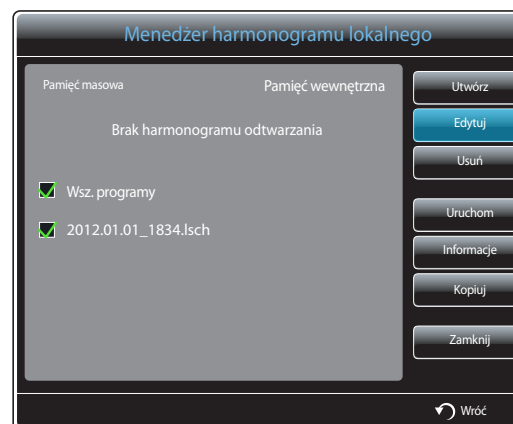 Menedżer harmonogramu lokalnego
Pamięć masowa Pamięć wewnętrzna
Brak harmonogramu odtwarzania
Wsz. programy
2012.01.01_1834.lsch
Utwórz
Edytuj
Usuń
Uruchom
Informacje
Kopiuj
Zamknij
Wróć